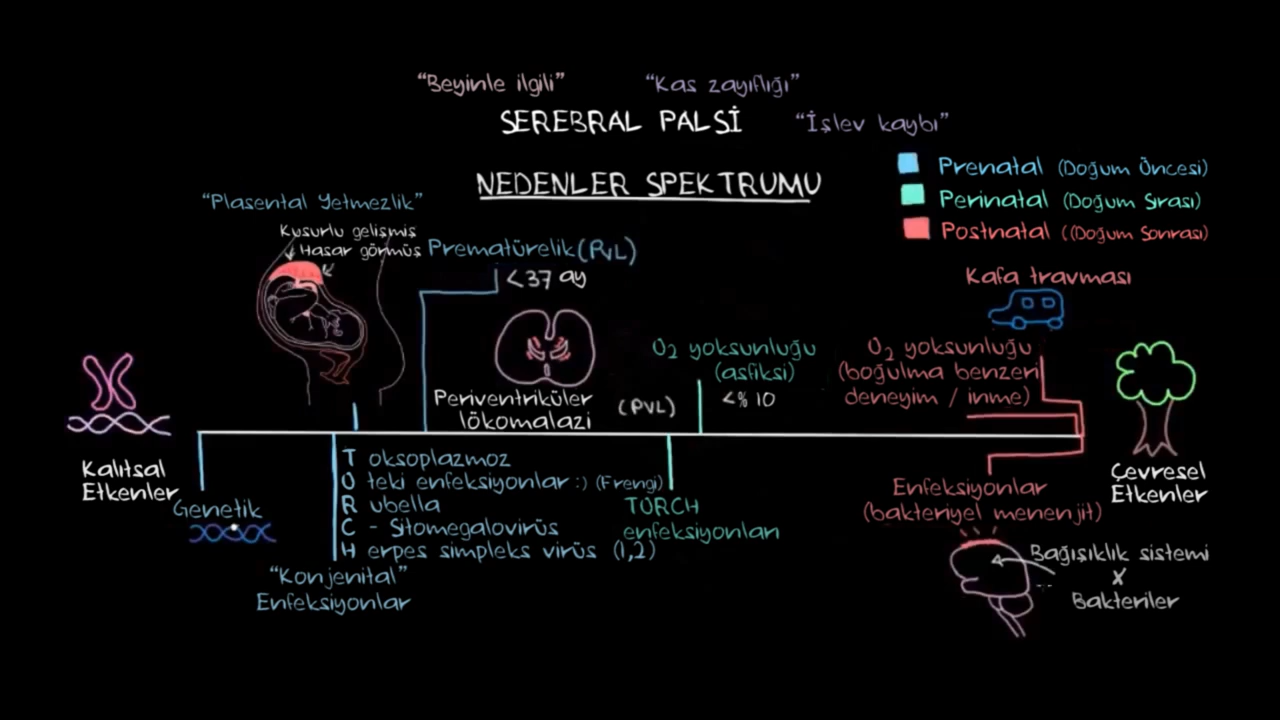 “Beyinle ilgili” “Kas zayıflığı”
SEREBRAL PALSİ “İşlev kaybı”
NEDENLER SPEKTRUMU
Prenatal (Doğum Öncesi)
Perinatal (Doğum Sırası)
Postnatal ((Doğum Sonrası)
“Plasental Yetmezlik”
Kusurlu gelişmiş
Hasar görmüş
Prematürelik (PVL)
<37 ay
Periventriküler
lökomalazi
(PVL)
O2 yoksunluğu
(asfiksi)
<% 10
Kafa travması
O2 yoksunluğu
(boğulma benzeri
deneyim / inme)
Kalıtsal
Etkenler
Genetik
T oksoplazmoz
O teki enfeksiyonlar :) (Frengi)
R ubella
C - Sitomegalovirüs
H erpes simpleks virüs (1,2)
“Konjenital”
Enfeksiyonlar
TORCH
enfeksiyonları
Enfeksiyonlar
(bakteriyel menenjit)
Bağışıklık sistemi
X
Bakteriler
Çevresel
Etkenler